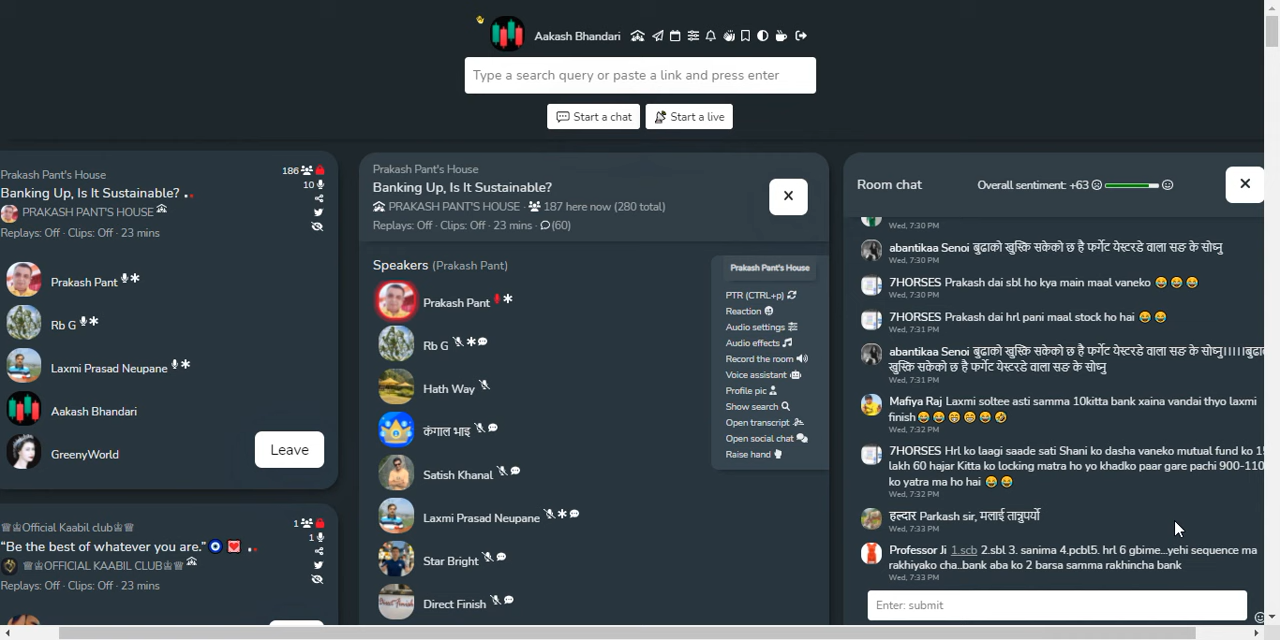 Aakash Bhandari
Type a search query or paste a link and press enter
Start a chat
Start a live
Prakash Pant's House
186
Banking Up, Is It Sustainable?
10
PRAKASH PANT'S HOUSE
Replays: Off · Clips: Off · 23 mins
Prakash Pant
Rb G
Laxmi Prasad Neupane
Aakash Bhandari
GreenyWorld
Leave
♕♔Official Kaabil club♔♕
1
“Be the best of whatever you are.”
1
♕♔OFFICIAL KAABIL CLUB♔♕
Replays: Off · Clips: Off · 23 mins
Prakash Pant's House
Banking Up, Is It Sustainable?
PRAKASH PANT'S HOUSE · 187 here now (280 total)
Replays: Off · Clips: Off · 23 mins · (60)
Speakers (Prakash Pant)
Prakash Pant
Rb G
Hath Way
कंगाल भाइ
Satish Khanal
Laxmi Prasad Neupane
Star Bright
Direct Finish
Prakash Pant's House
PTR (CTRL+p)
Reaction
Audio settings
Audio effects
Record the room
Voice assistant
Profile pic
Show search
Open transcript
Open social chat
Raise hand
Room chat
Overall sentiment: +63
Wed, 7:30 PM
abantikaa Senoi बुढाको खुस्कि सकेको छ है फर्गेट येस्टरडे वाला सङ के सोघ्नु
Wed, 7:30 PM
7HORSES Prakash dai sbl ho kya main maal vaneko 😂 😂 😂
Wed, 7:30 PM
7HORSES Prakash dai hrl pani maal stock ho hai 😂 😂
Wed, 7:31 PM
abantikaa Senoi बुढाको खुस्कि सकेको छ है फर्गेट येस्टरडे वाला सङ के सोघ्नु।।।।।
खुस्कि सकेको छ है फर्गेट येस्टरडे वाला सङ के सोघ्नु
Wed, 7:31 PM
Mafiya Raj Laxmi soltee asti samma 10kitta bank xaina vandai thyo laxmi
finish 😂 😂 😁 😁 😂 🤣
Wed, 7:32 PM
7HORSES Hrl ko laagi saade sati Shani ko dasha vaneko mutual fund ko
lakh 60 hajar Kitta ko locking matra ho yo khadko paar gare pachi 900-110
ko yatra ma ho hai 😂 😂
Wed, 7:32 PM
हल्दार Parkash sir, मलाई तान्नुपर्यो
Wed, 7:33 PM
Professor Ji 1.scb 2.sbl 3. sanima 4.pcbl5. hrl 6 gbime...yehi sequence ma
rakhiyako cha..bank aba ko 2 barsa samma rakhincha bank
Wed, 7:33 PM
Enter: submit